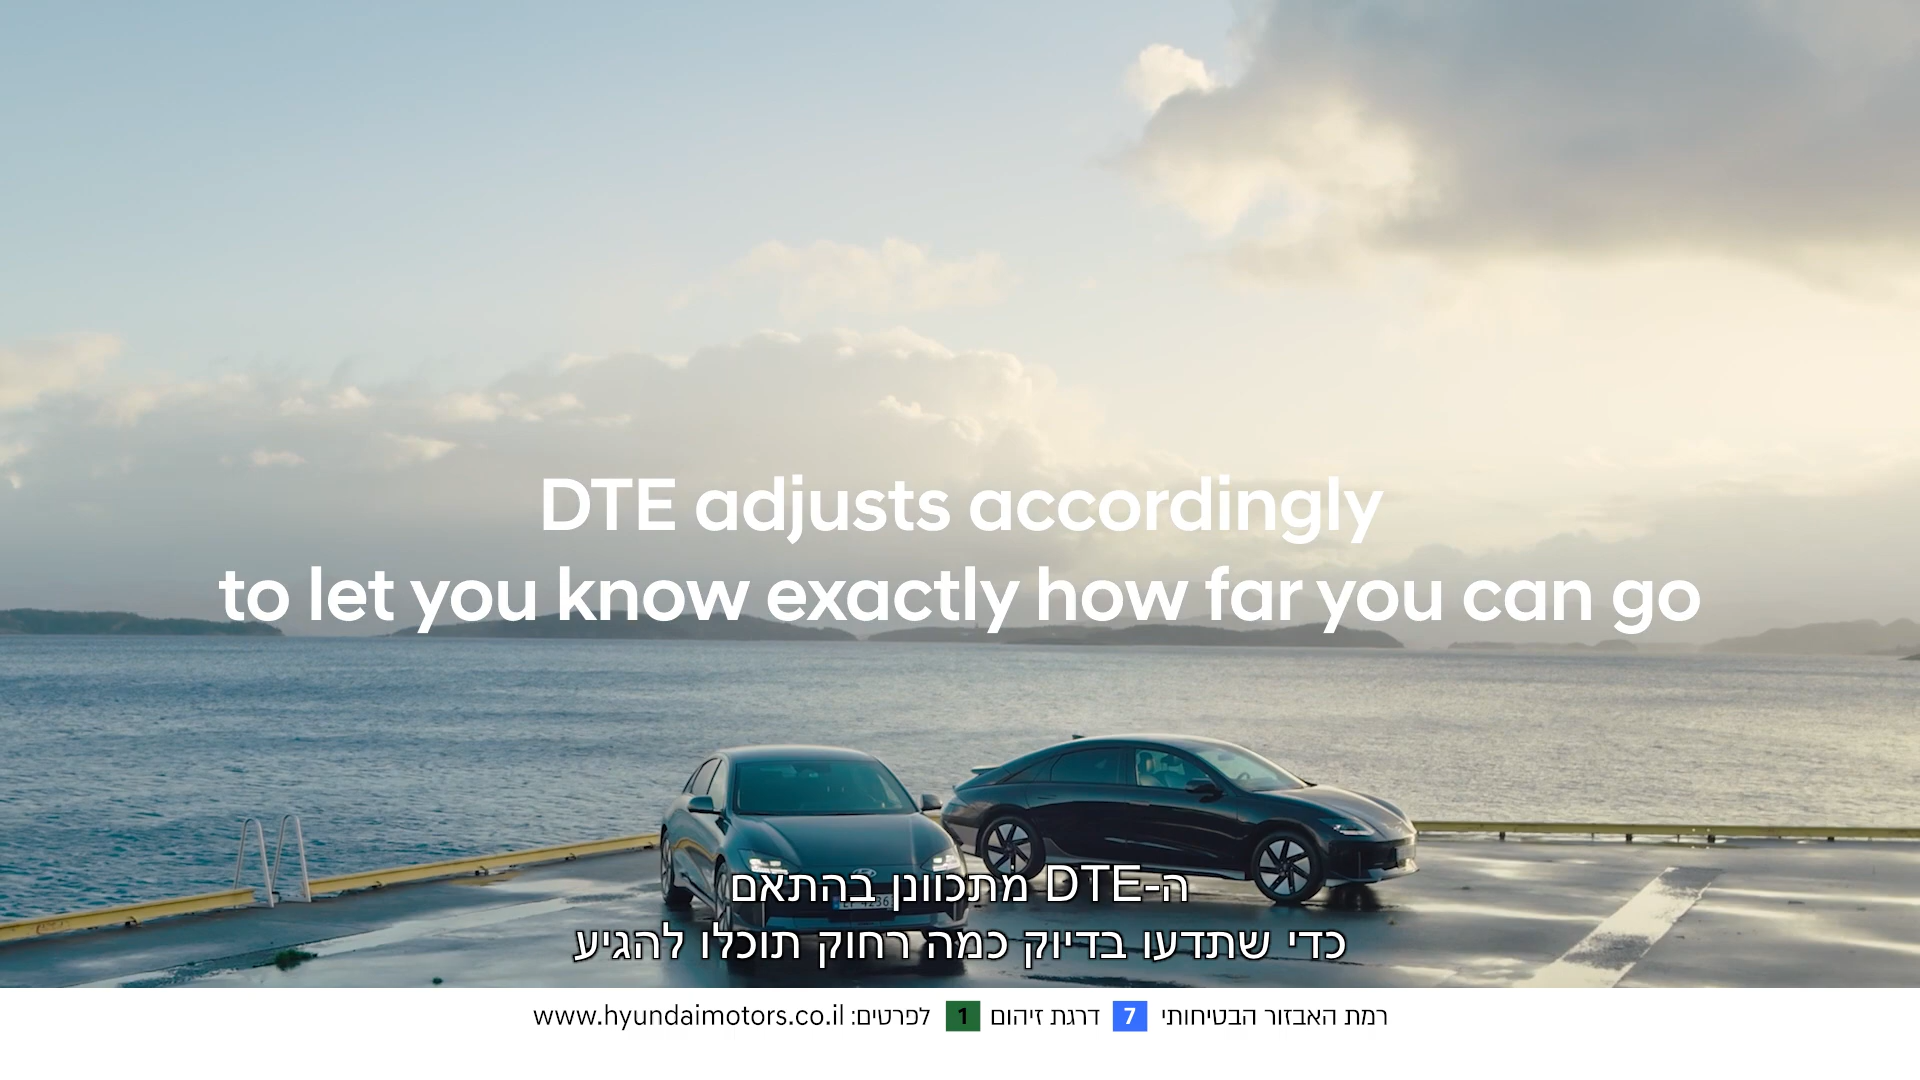 DTE adjusts accordingly
to let you know exactly how far you can go
ה-DTE מתכוונן בהתאם
כדי שתדעו בדיוק כמה רחוק תוכלו להגיע
רמת האבזור הבטיחותי 7 דרגת זיהום 1 לפרטים: www.hyundaimotors.co.il